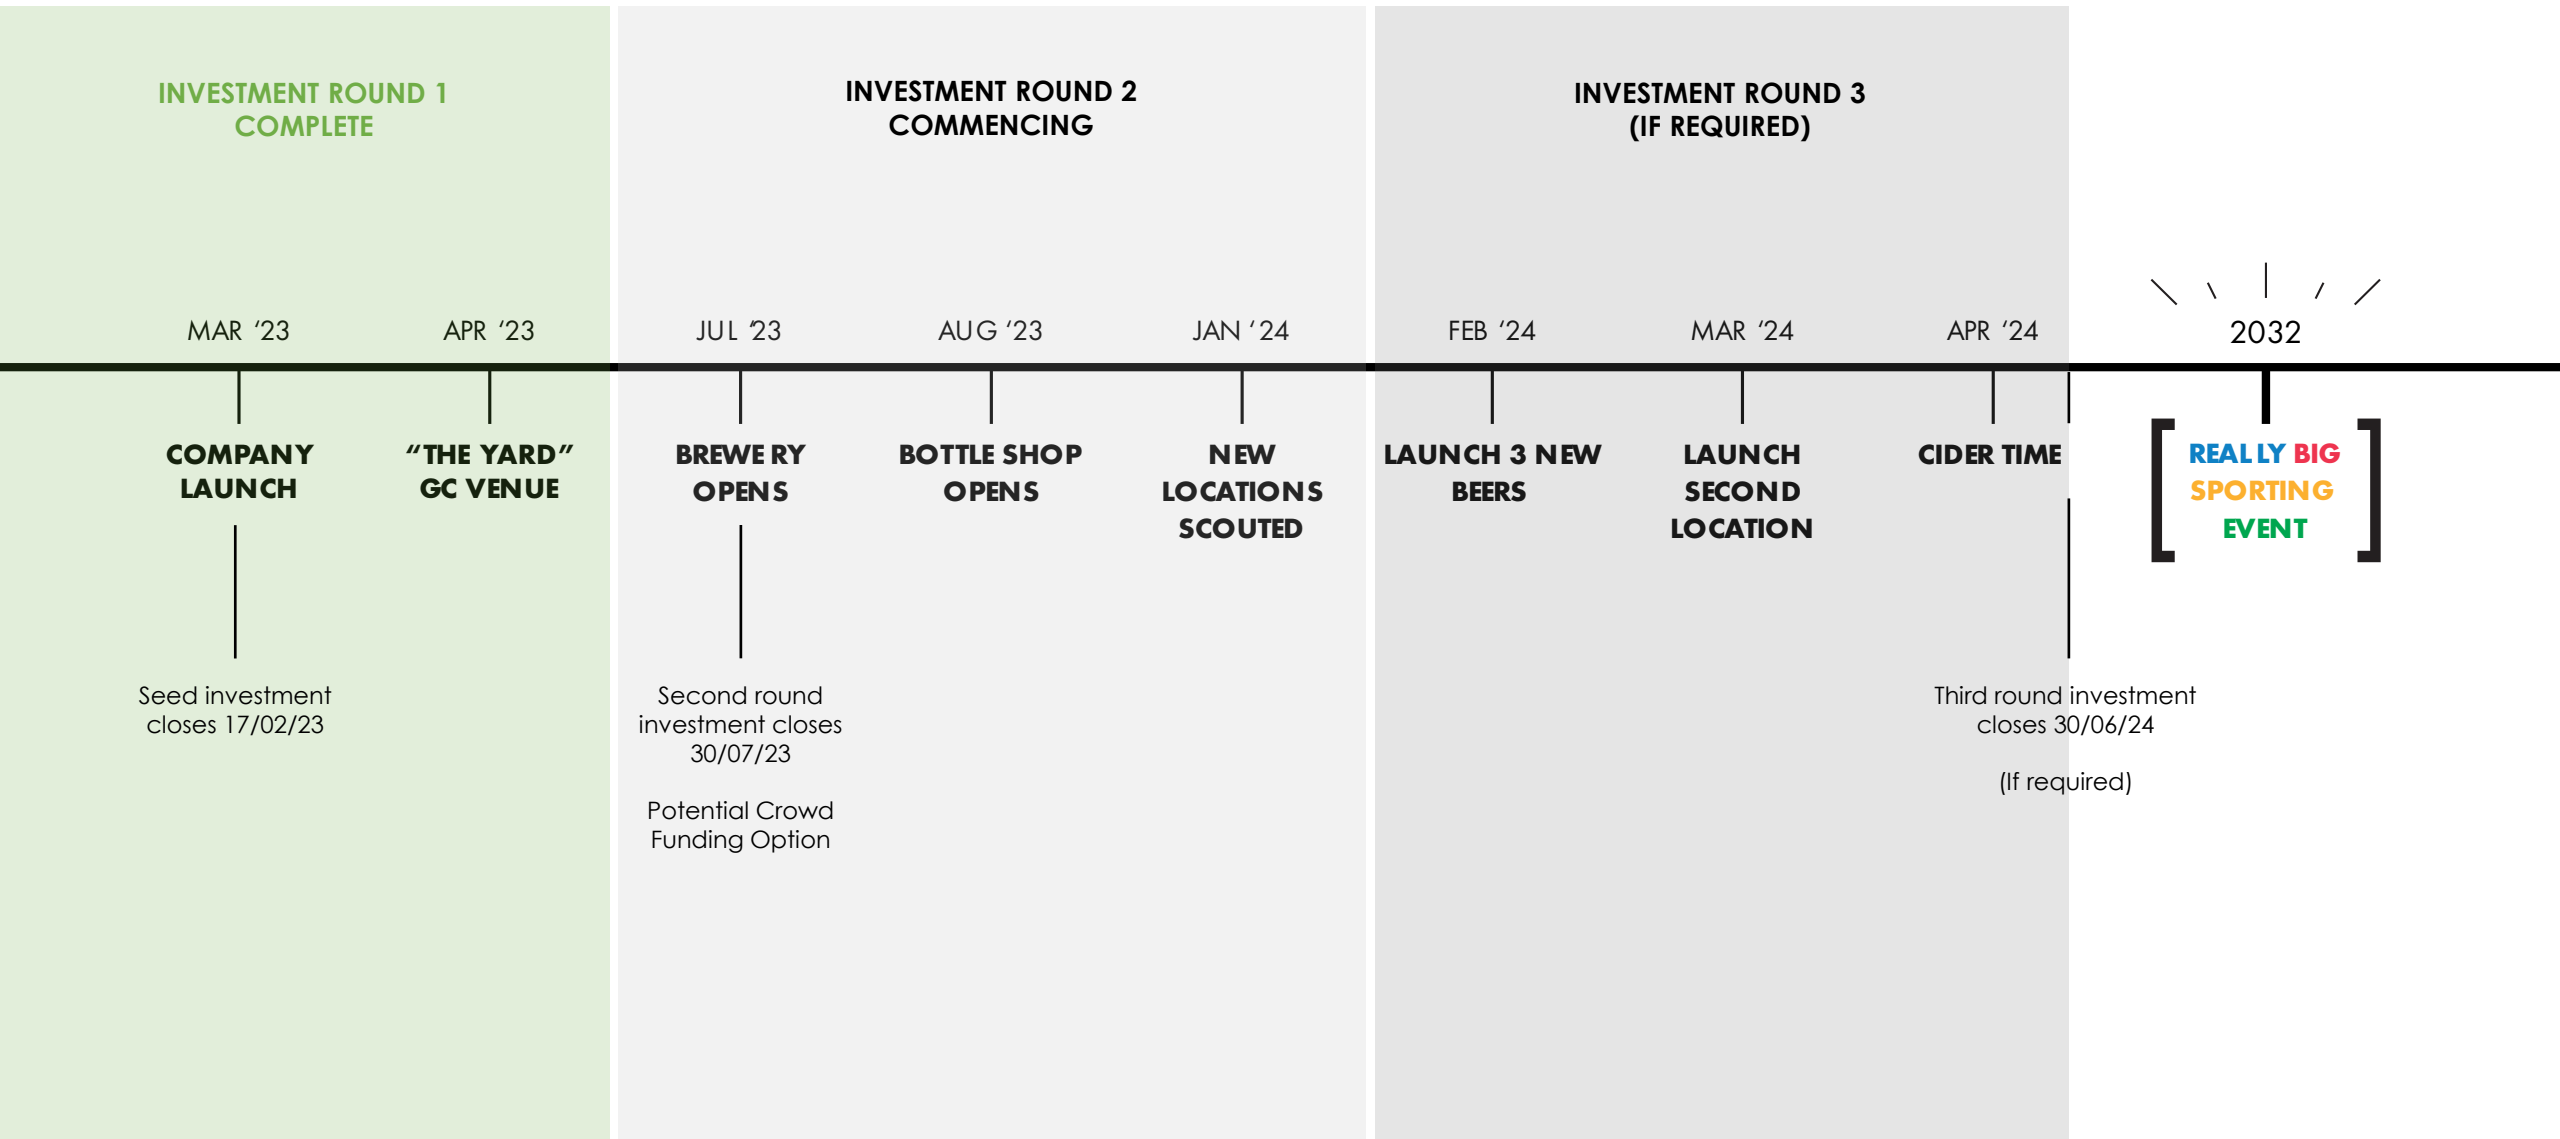 INVESTMENT ROUND 1
COMPLETE
INVESTMENT ROUND 2
COMMENCING
INVESTMENT ROUND 3
(IF REQUIRED)
MAR ‘23
APR ‘23
JUL ‘23
AUG ‘23
JAN ‘24
FEB ‘24
MAR ‘24
APR ‘24
2032
COMPANY
LAUNCH
“THE YARD”
GC VENUE
BREWERY
OPENS
BOTTLE SHOP
OPENS
NEW
LOCATIONS
SCOUTED
LAUNCH 3 NEW
BEERS
LAUNCH
SECOND
LOCATION
CIDER TIME
REALLY BIG
SPORTING
EVENT
Seed investment
closes 17/02/23
Second round
investment closes
30/07/23
Potential Crowd
Funding Option
Third round investment
closes 30/06/24
(If required)